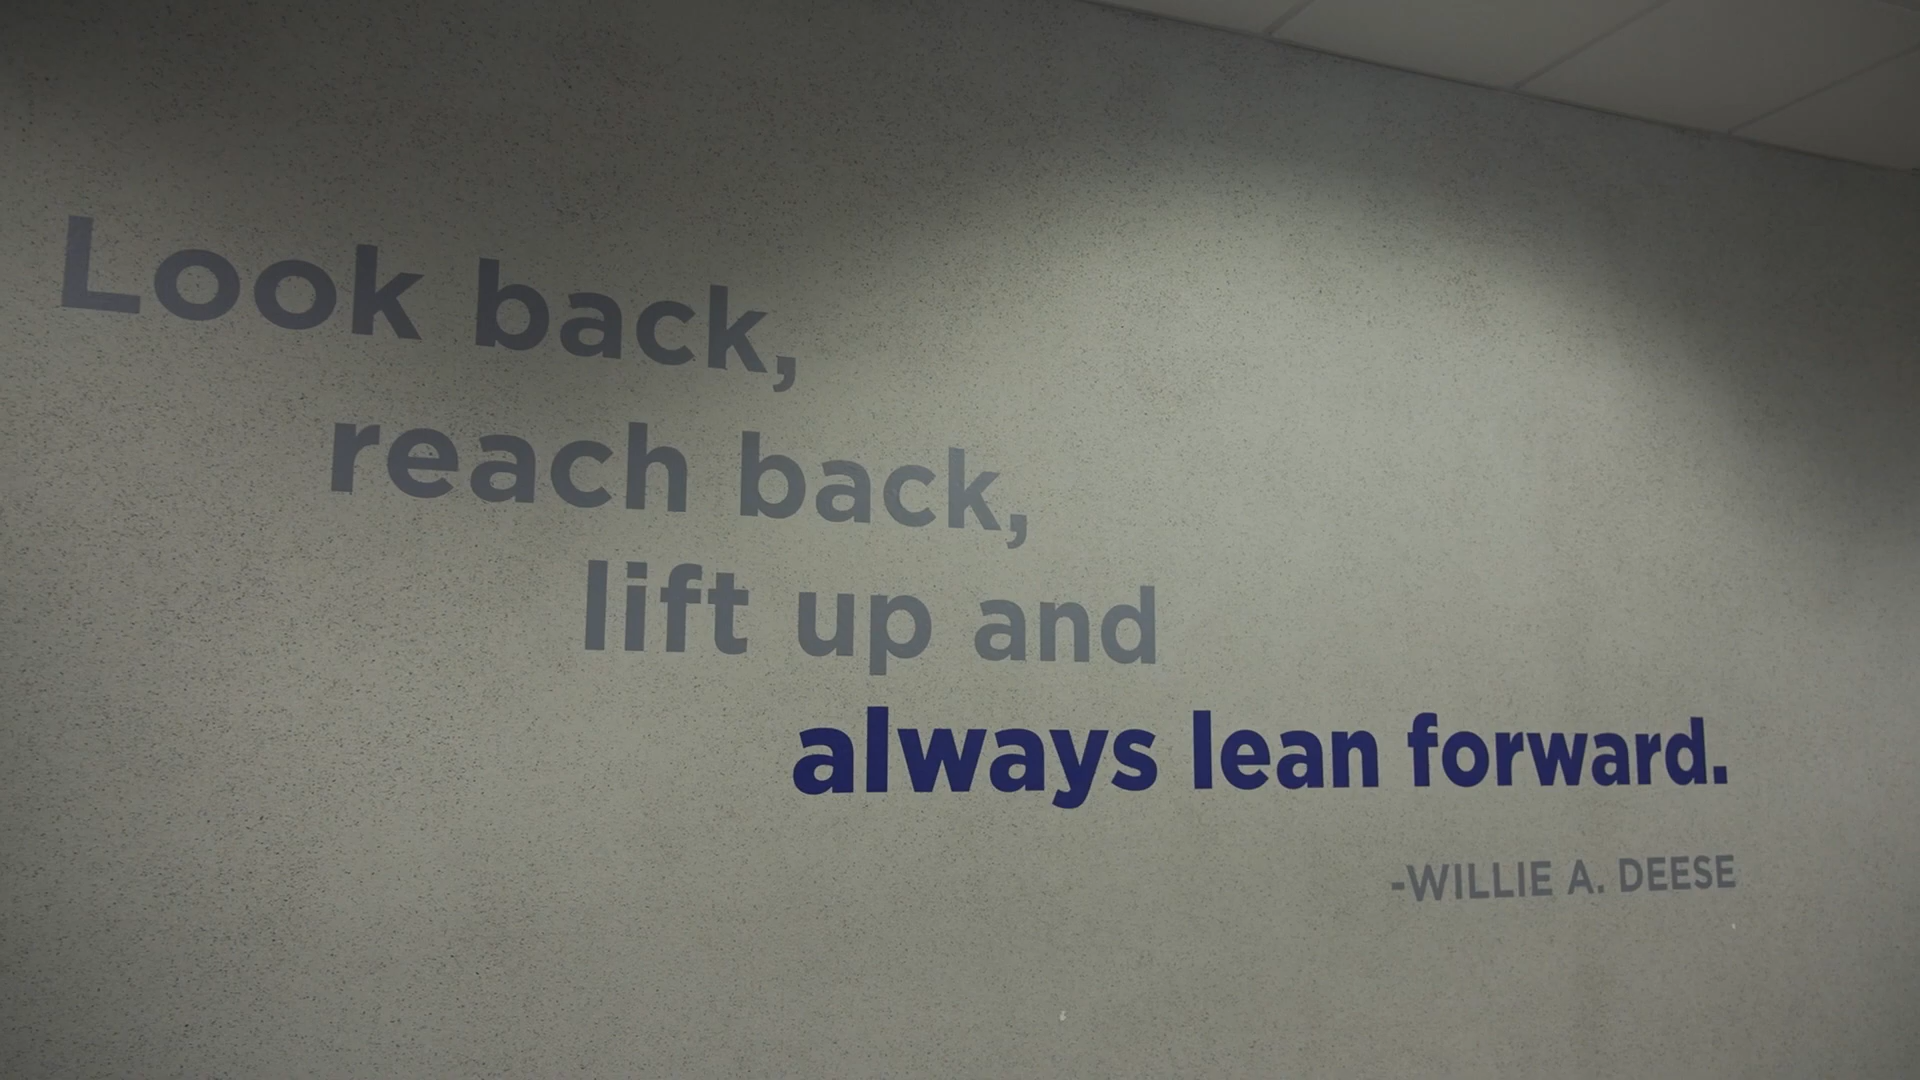 Look back,
reach back,
lift up and
always lean forward.
-WILLIE A. DEESE